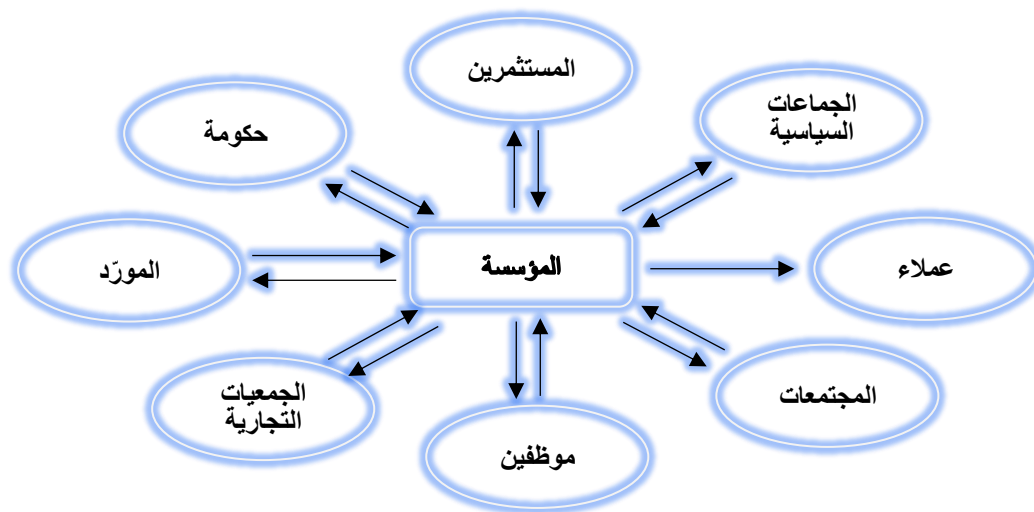 المستثمرين
الجماعات
السياسية
حكومة
المورّد
المؤسسة
عملاء
الجمعيات
التجارية
المجتمعات
موظفين